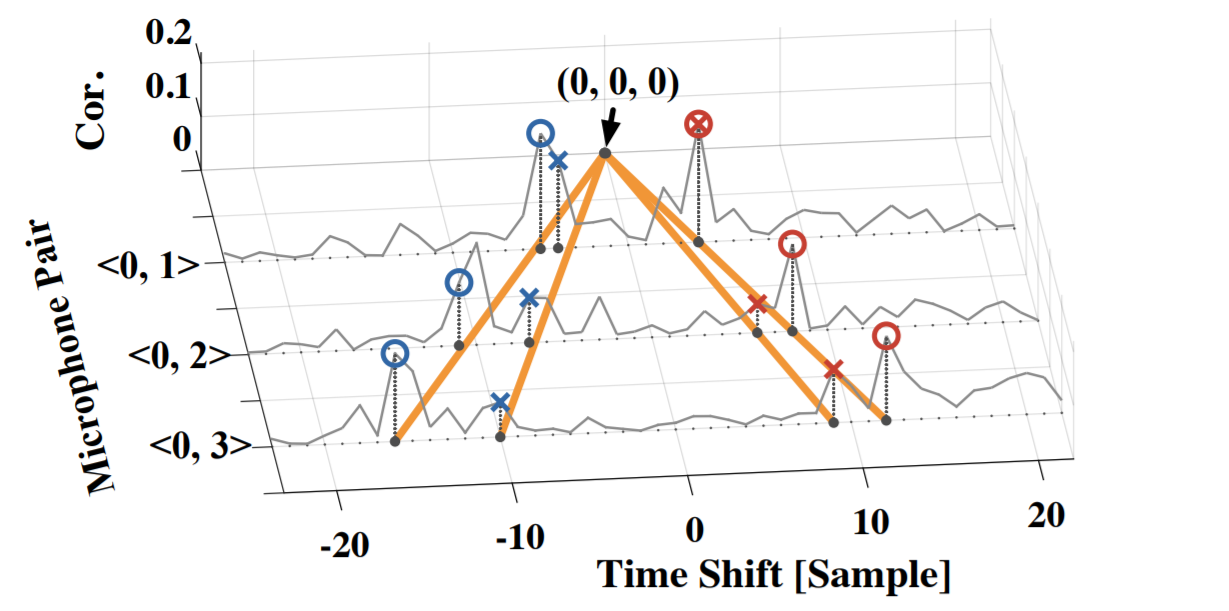 0.2
0.1
0
Cor.
(0, 0, 0)
Microphone Pair
<0, 1>
<0, 2>
<0, 3>
-20
-10
0
10
20
Time Shift [Sample]